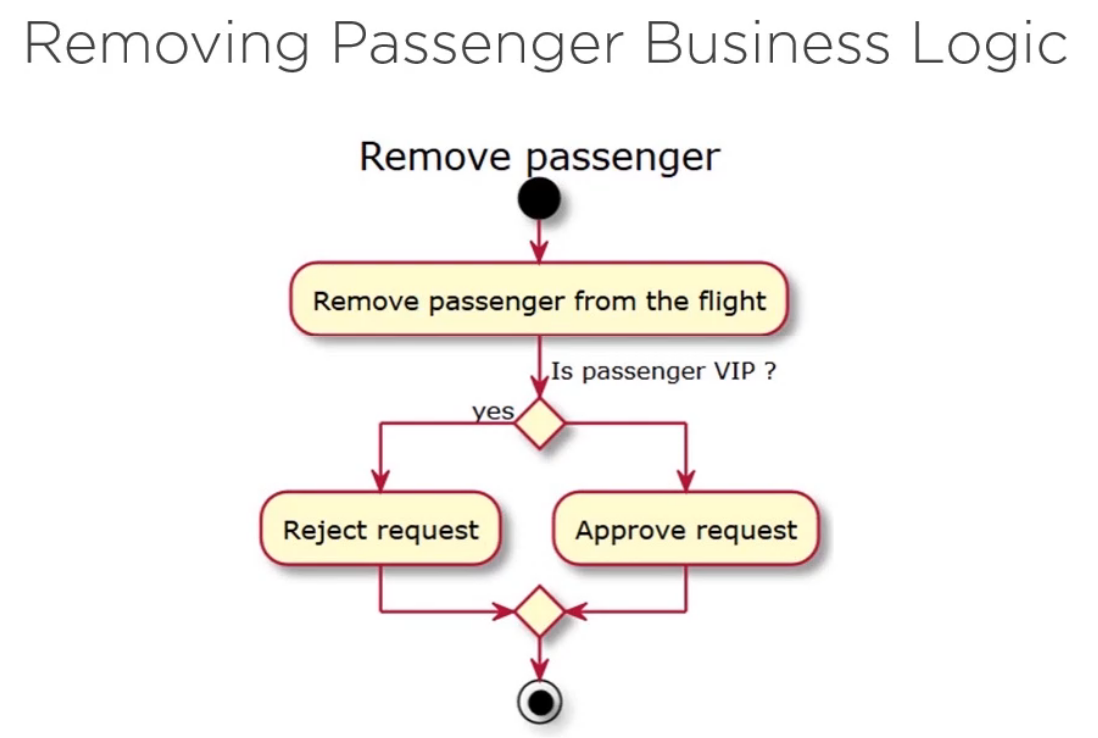 Removing Passenger Business Logic
Remove passenger
Remove passenger from the flight
Is passenger VIP ?
yes
Reject request
Approve request